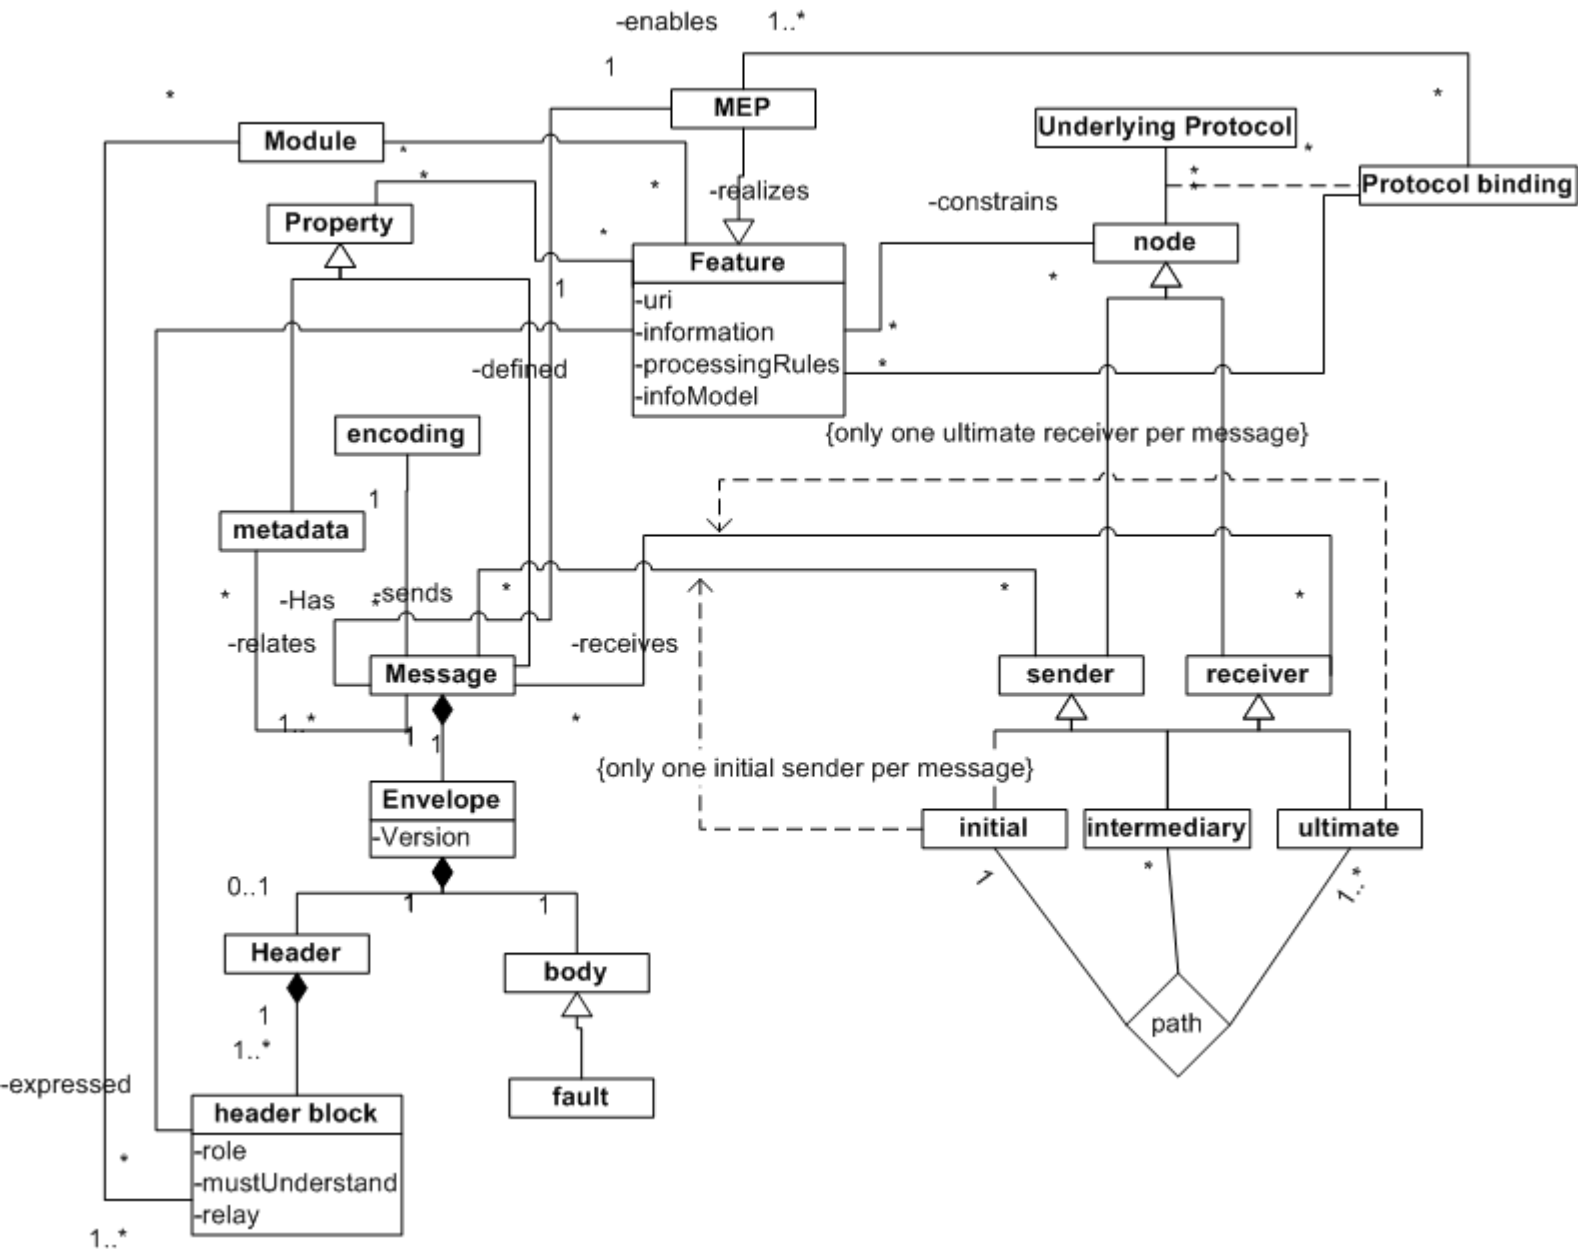 -enables 1..*
1
MEP
*
*
Module
Underlying Protocol
*
*
*
*
*
*
*
Protocol binding
-realizes
-constrains
Property
*
node
Feature
*
1
-uri
-information
*
-processingRules
*
-infoModel
-defined
encoding
{only one ultimate receiver per message}
1
metadata
*
-Has
*
-sends
*
*
*
-relates
-receives
Message
sender
receiver
1..*
1
1
*
{only one initial sender per message}
Envelope
-Version
initial
intermediary
ultimate
1
*
1..*
0..1
1
1
Header
body
path
1
1..*
-expressed
fault
header block
-role
*
-mustUnderstand
-relay
1..*